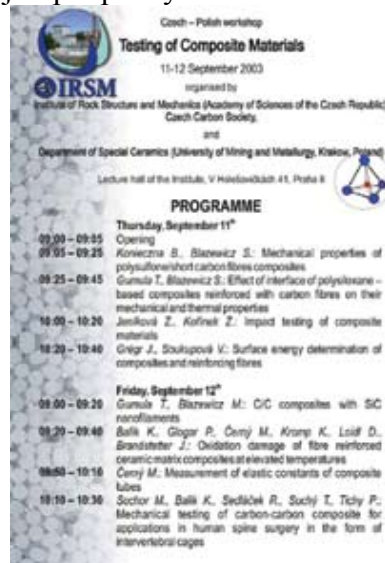 Czech – Polish workshop
Testing of Composite Materials
11-12 September 2003
organised by
IRSM
Institute of Rock Structure and Mechanics (Academy of Sciences of the Czech Republic)
Czech Carbon Society,
and
Department of Special Ceramics (University of Mining and Metallurgy, Krakow, Poland)
Lecture hall of the Institute, V Holešovičkách 41, Praha 8
PROGRAMME
Thursday, September 11th
09:00 – 09:05 Opening
09:05 – 09:25 Konieczna B., Blazewicz S.: Mechanical properties of
polysulfone/short carbon fibres composites
09:25 – 09:45 Gumula T., Blazewicz S.: Effect of interface of polysiloxane –
based composites reinforced with carbon fibres on their
mechanical and thermal properties
10:00 – 10:20 Jeníková Z., Kořínek Z.: Impact testing of composite
materials
10:20 – 10:40 Grégr J., Soukupová V.: Surface energy determination of
composites and reinforcing fibres
Friday, September 12th
09:00 – 09:20 Gumula T., Blazewicz M.: C/C composites with SiC
nanofilaments
09:20 – 09:40 Balík K., Glogar P., Černý M., Kromp K., Loidl D.,
Brandstetter J.: Oxidation damage of fibre reinforced
ceramic matrix composites at elevated temperatures
09:50 – 10:10 Černý M.: Measurement of elastic constants of composite
tubes
10:10 – 10:30 Sochor M., Balík K., Sedláček R., Suchý T., Tichý P.:
Mechanical testing of carbon-carbon composite for
applications in human spine surgery in the form of
intervertebral cages